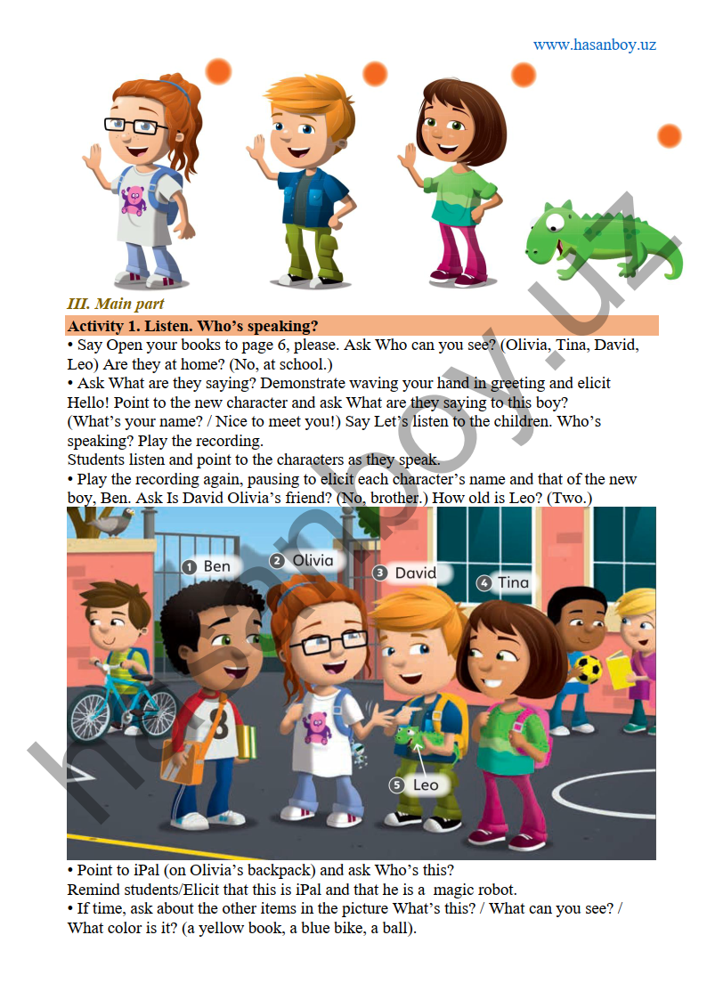 www.hasanboy.uz
III. Main part
Activity 1. Listen. Who’s speaking?
• Say Open your books to page 6, please. Ask Who can you see? (Olivia, Tina, David,
Leo) Are they at home? (No, at school.)
• Ask What are they saying? Demonstrate waving your hand in greeting and elicit
Hello! Point to the new character and ask What are they saying to this boy?
(What’s your name? / Nice to meet you!) Say Let’s listen to the children. Who’s
speaking? Play the recording.
Students listen and point to the characters as they speak.
• Play the recording again, pausing to elicit each character’s name and that of the new
boy, Ben. Ask Is David Olivia’s friend? (No, brother.) How old is Leo? (Two.)
1 Ben
2 Olivia
3 David
4 Tina
8
5 Leo
• Point to iPal (on Olivia’s backpack) and ask Who’s this?
Remind students/Elicit that this is iPal and that he is a  magic robot.
• If time, ask about the other items in the picture What’s this? / What can you see? /
What color is it? (a yellow book, a blue bike, a ball).
hasanboy.uz